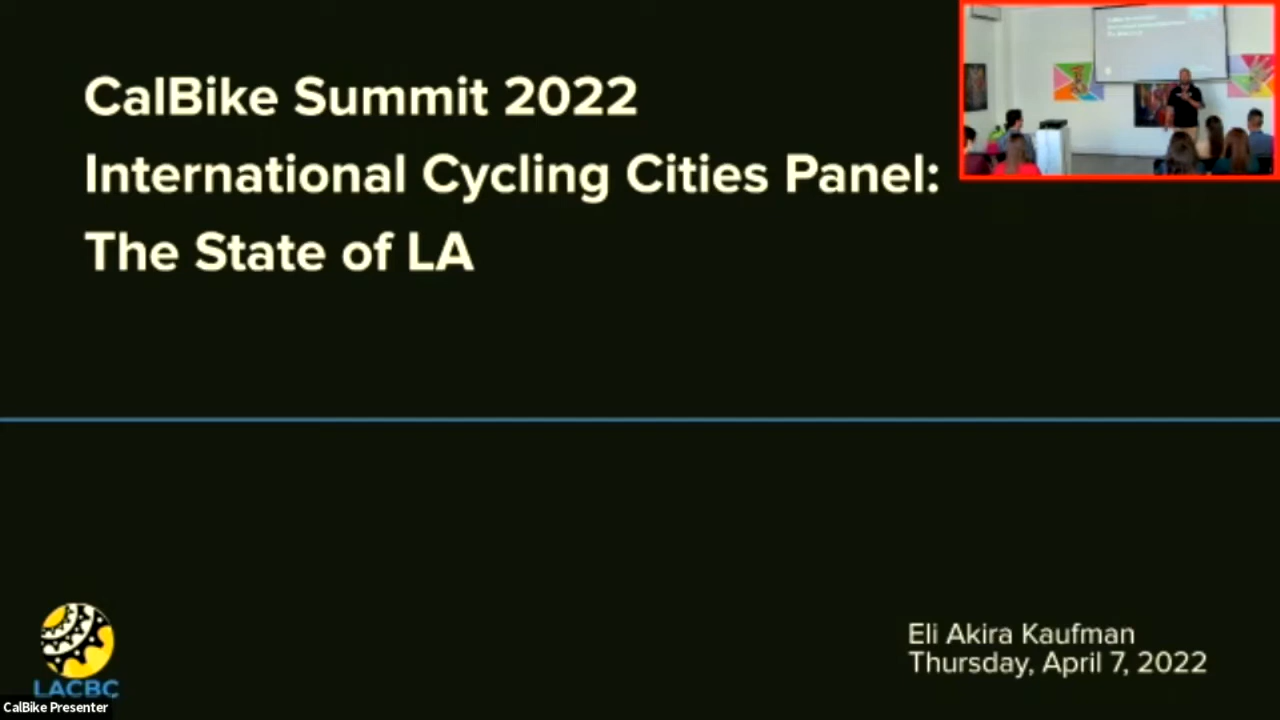 CalBike Summit 2022
International Cycling Cities Panel:
The State of LA
Eli Akira Kaufman
Thursday, April 7, 2022
LACBC
CalBike Presenter